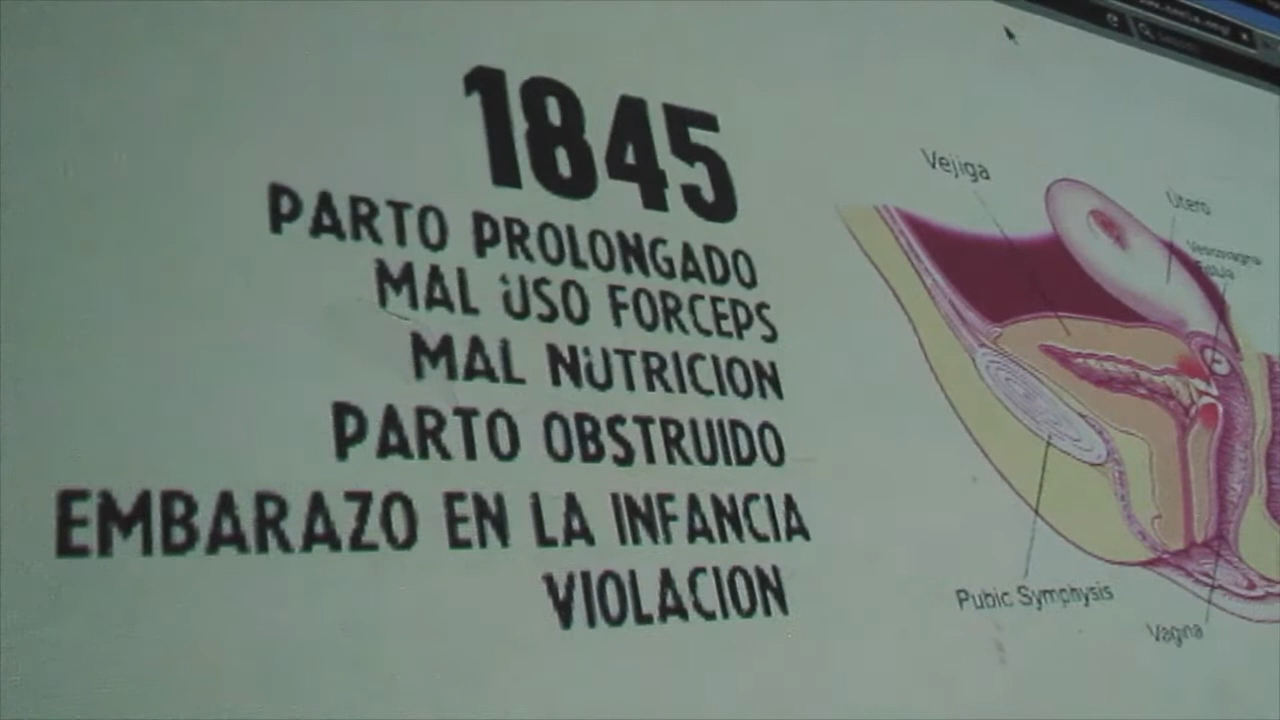 1845
PARTO PROLONGADO
MAL USO FORCEPS
MAL NUTRICION
PARTO OBSTRUIDO
EMBARAZO EN LA INFANCIA
VIOLACION
Vejiga
Utero
Pubic Symphysis
Vagina